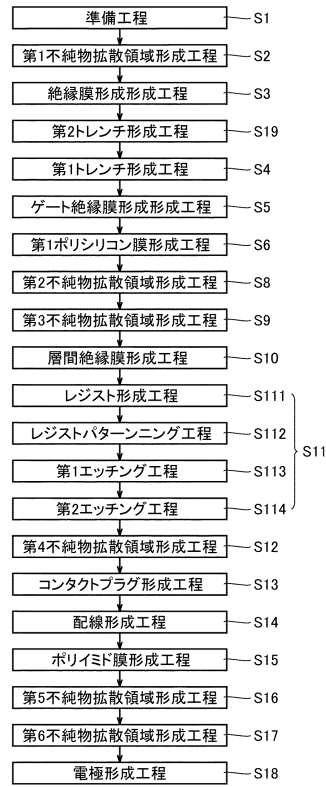 準備工程 S1
第1不純物拡散領域形成工程 S2
絶縁膜形成形成工程 S3
第2トレンチ形成工程 S19
第1トレンチ形成工程 S4
ゲート絶縁膜形成形成工程 S5
第1ポリシリコン膜形成工程 S6
第2不純物拡散領域形成工程 S8
第3不純物拡散領域形成工程 S9
層間絶縁膜形成工程 S10
レジスト形成工程 S111
レジストパターンニング工程 S112
S11
第1エッチング工程 S113
第2エッチング工程 S114
第4不純物拡散領域形成工程 S12
コンタクトプラグ形成工程 S13
配線形成工程 S14
ポリイミド膜形成工程 S15
第5不純物拡散領域形成工程 S16
第6不純物拡散領域形成工程 S17
電極形成工程 S18